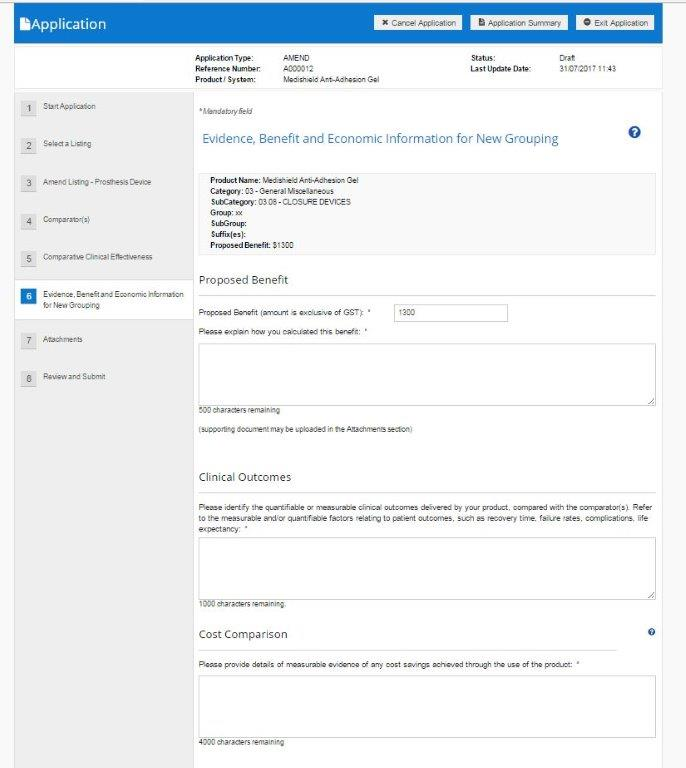 Application
Cancel Application
Application Summary
Exit Application
Application Type: AMEND
Status: Draft
Reference Number: A000012
Last Update Date: 31/07/2017 11:43
Product / System: Medishield Anti-Adhesion Gel
1 Start Application
2 Select a Listing
3 Amend Listing - Prosthesis Device
4 Comparator(s)
5 Comparative Clinical Effectiveness
6 Evidence, Benefit and Economic Information
for New Grouping
7 Attachments
8 Review and Submit
* Mandatory field
Evidence, Benefit and Economic Information for New Grouping
?
Product Name: Medishield Anti-Adhesion Gel
Category: 03 - General Miscellaneous
SubCategory: 03.08 - CLOSURE DEVICES
Group: xx
SubGroup:
Suffix(es):
Proposed Benefit: $1300
Proposed Benefit
Proposed Benefit (amount is exclusive of GST): * 1300
Please explain how you calculated this benefit: *
500 characters remaining
(supporting document may be uploaded in the Attachments section)
Clinical Outcomes
Please identify the quantifiable or measurable clinical outcomes delivered by your product, compared with the comparator(s). Refer
to the measurable and/or quantifiable factors relating to patient outcomes, such as recovery time, failure rates, complications, life
expectancy: *
1000 characters remaining.
Cost Comparison
?
Please provide details of measurable evidence of any cost savings achieved through the use of the product: *
4000 characters remaining